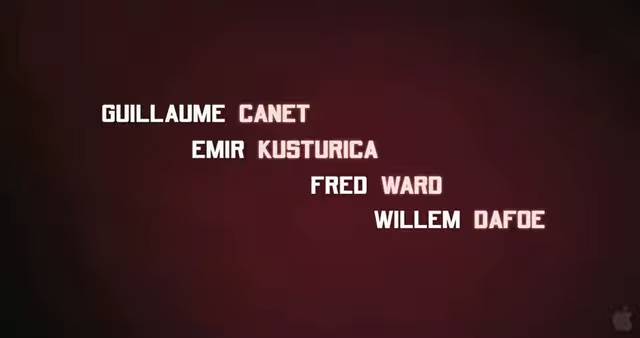 GUILLAUME CANET
EMIR KUSTURICA
FRED WARD
WILLEM DAFOE